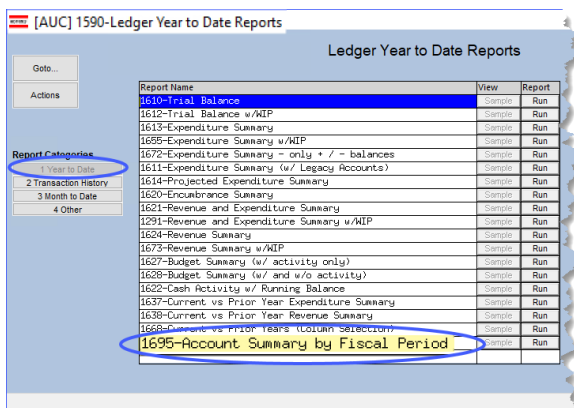 [AUC] 1590-Ledger Year to Date Reports
Ledger Year to Date Reports
Goto...
Actions
Report Categories
1 Year to Date
2 Transaction History
3 Month to Date
4 Other
Report Name View Report
1610-Trial Balance Sample Run
1612-Trial Balance w/WIP Sample Run
1613-Expenditure Summary Sample Run
1655-Expenditure Summary w/WIP Sample Run
1672-Expenditure Summary - only + / - balances Sample Run
1611-Expenditure Summary (w/ Legacy Accounts) Sample Run
1614-Projected Expenditure Summary Sample Run
1620-Encumbrance Summary Sample Run
1621-Revenue and Expenditure Summary Sample Run
1291-Revenue and Expenditure Summary w/WIP Sample Run
1624-Revenue Summary Sample Run
1673-Revenue Summary w/WIP Sample Run
1627-Budget Summary (w/ activity only) Sample Run
1628-Budget Summary (w/ and w/o activity) Sample Run
1622-Cash Activity w/ Running Balance Sample Run
1637-Current vs Prior Year Expenditure Summary Sample Run
1638-Current vs Prior Year Revenue Summary Sample Run
1668-Current vs Prior Years (Column Selection) Sample Run
1695-Account Summary by Fiscal Period Sample Run